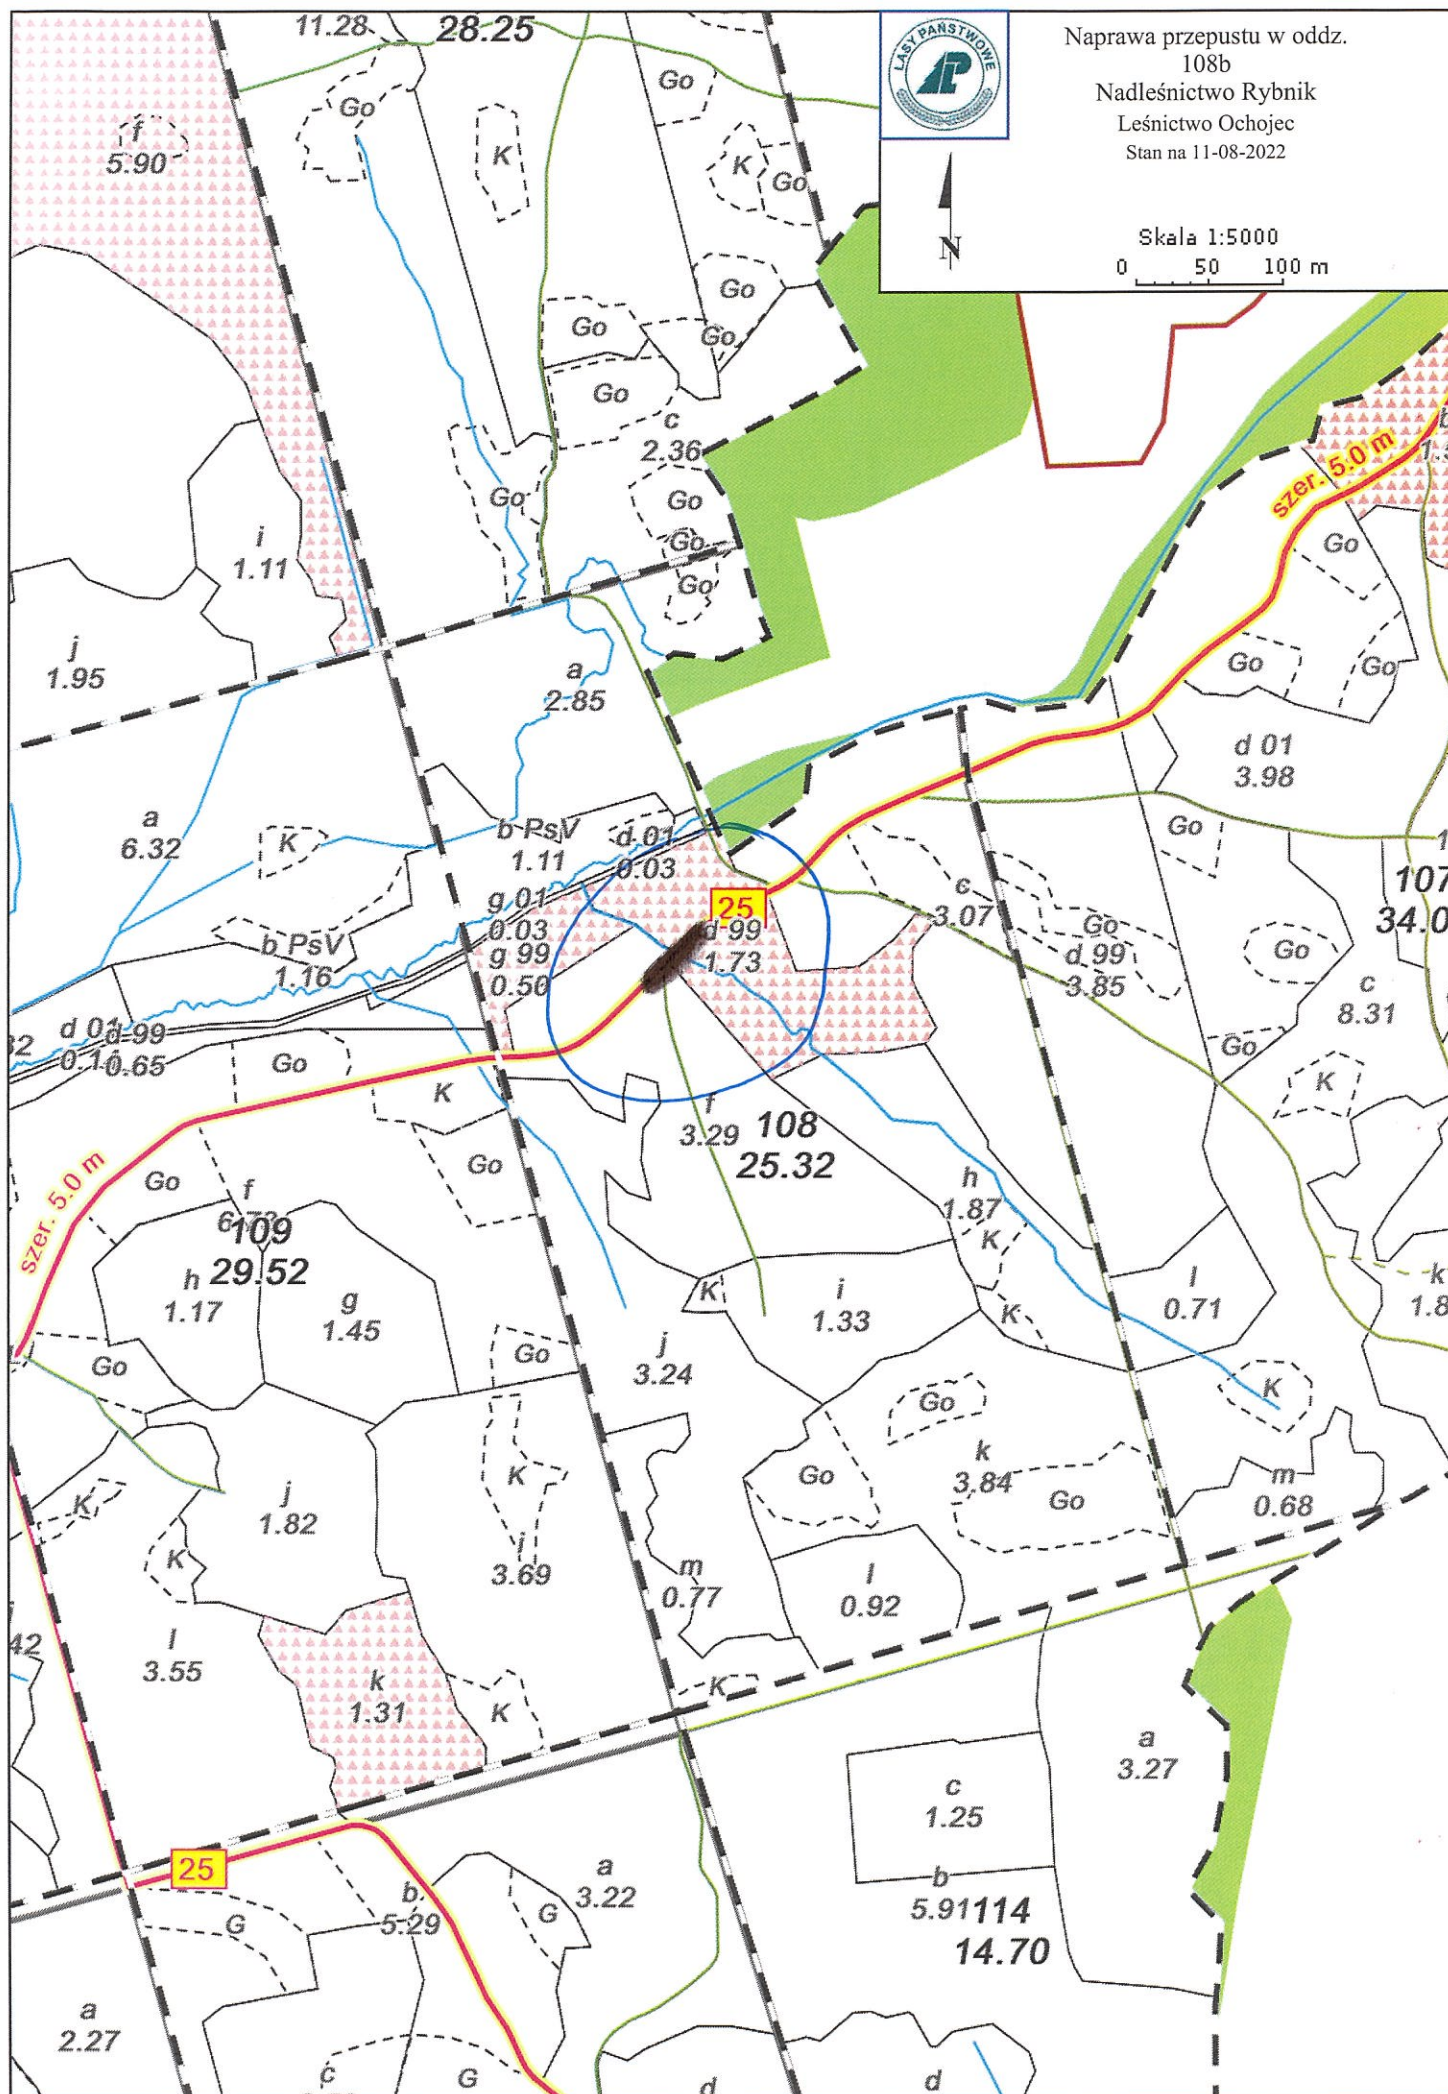 LASY PAŃSTWOWE
Naprawa przepustu w oddz.
108b
Nadleśnictwo Rybnik
Leśnictwo Ochojec
Stan na 11-08-2022
N
Skala 1:5000
0 50 100 m
11.28
28.25
Go
Go
f
5.90
K
K
Go
Go
Go
Go
Go
c
2.36
Go
Go
szer. 5.0 m
Go
i
1.11
Go
Go
j
1.95
a
2.85
Go
Go
d 01
3.98
a
6.32
K
b PsV
1.11
d 01
0.03
Go
g 01
0.03
25
c
3.07
107
34.0
b PsV
1.16
g 99
0.50
d 99
1.73
Go
d 99
3.85
Go
c
8.31
d 01
d 99
0.65
Go
K
Go
K
f
3.29
108
25.32
szer. 5.0 m
Go
Go
f
109
29.52
h
1.87
K
h
1.17
g
1.45
K
i
1.33
K
l
0.71
k
1.8
Go
Go
j
3.24
K
Go
k
3.84
Go
Go
m
0.68
K
j
1.82
K
K
i
3.69
m
0.77
l
0.92
42
l
3.55
k
1.31
K
K
a
3.27
c
1.25
25
b
5.29
a
3.22
G
G
b
5.91
114
14.70
a
2.27
c
G
d
d